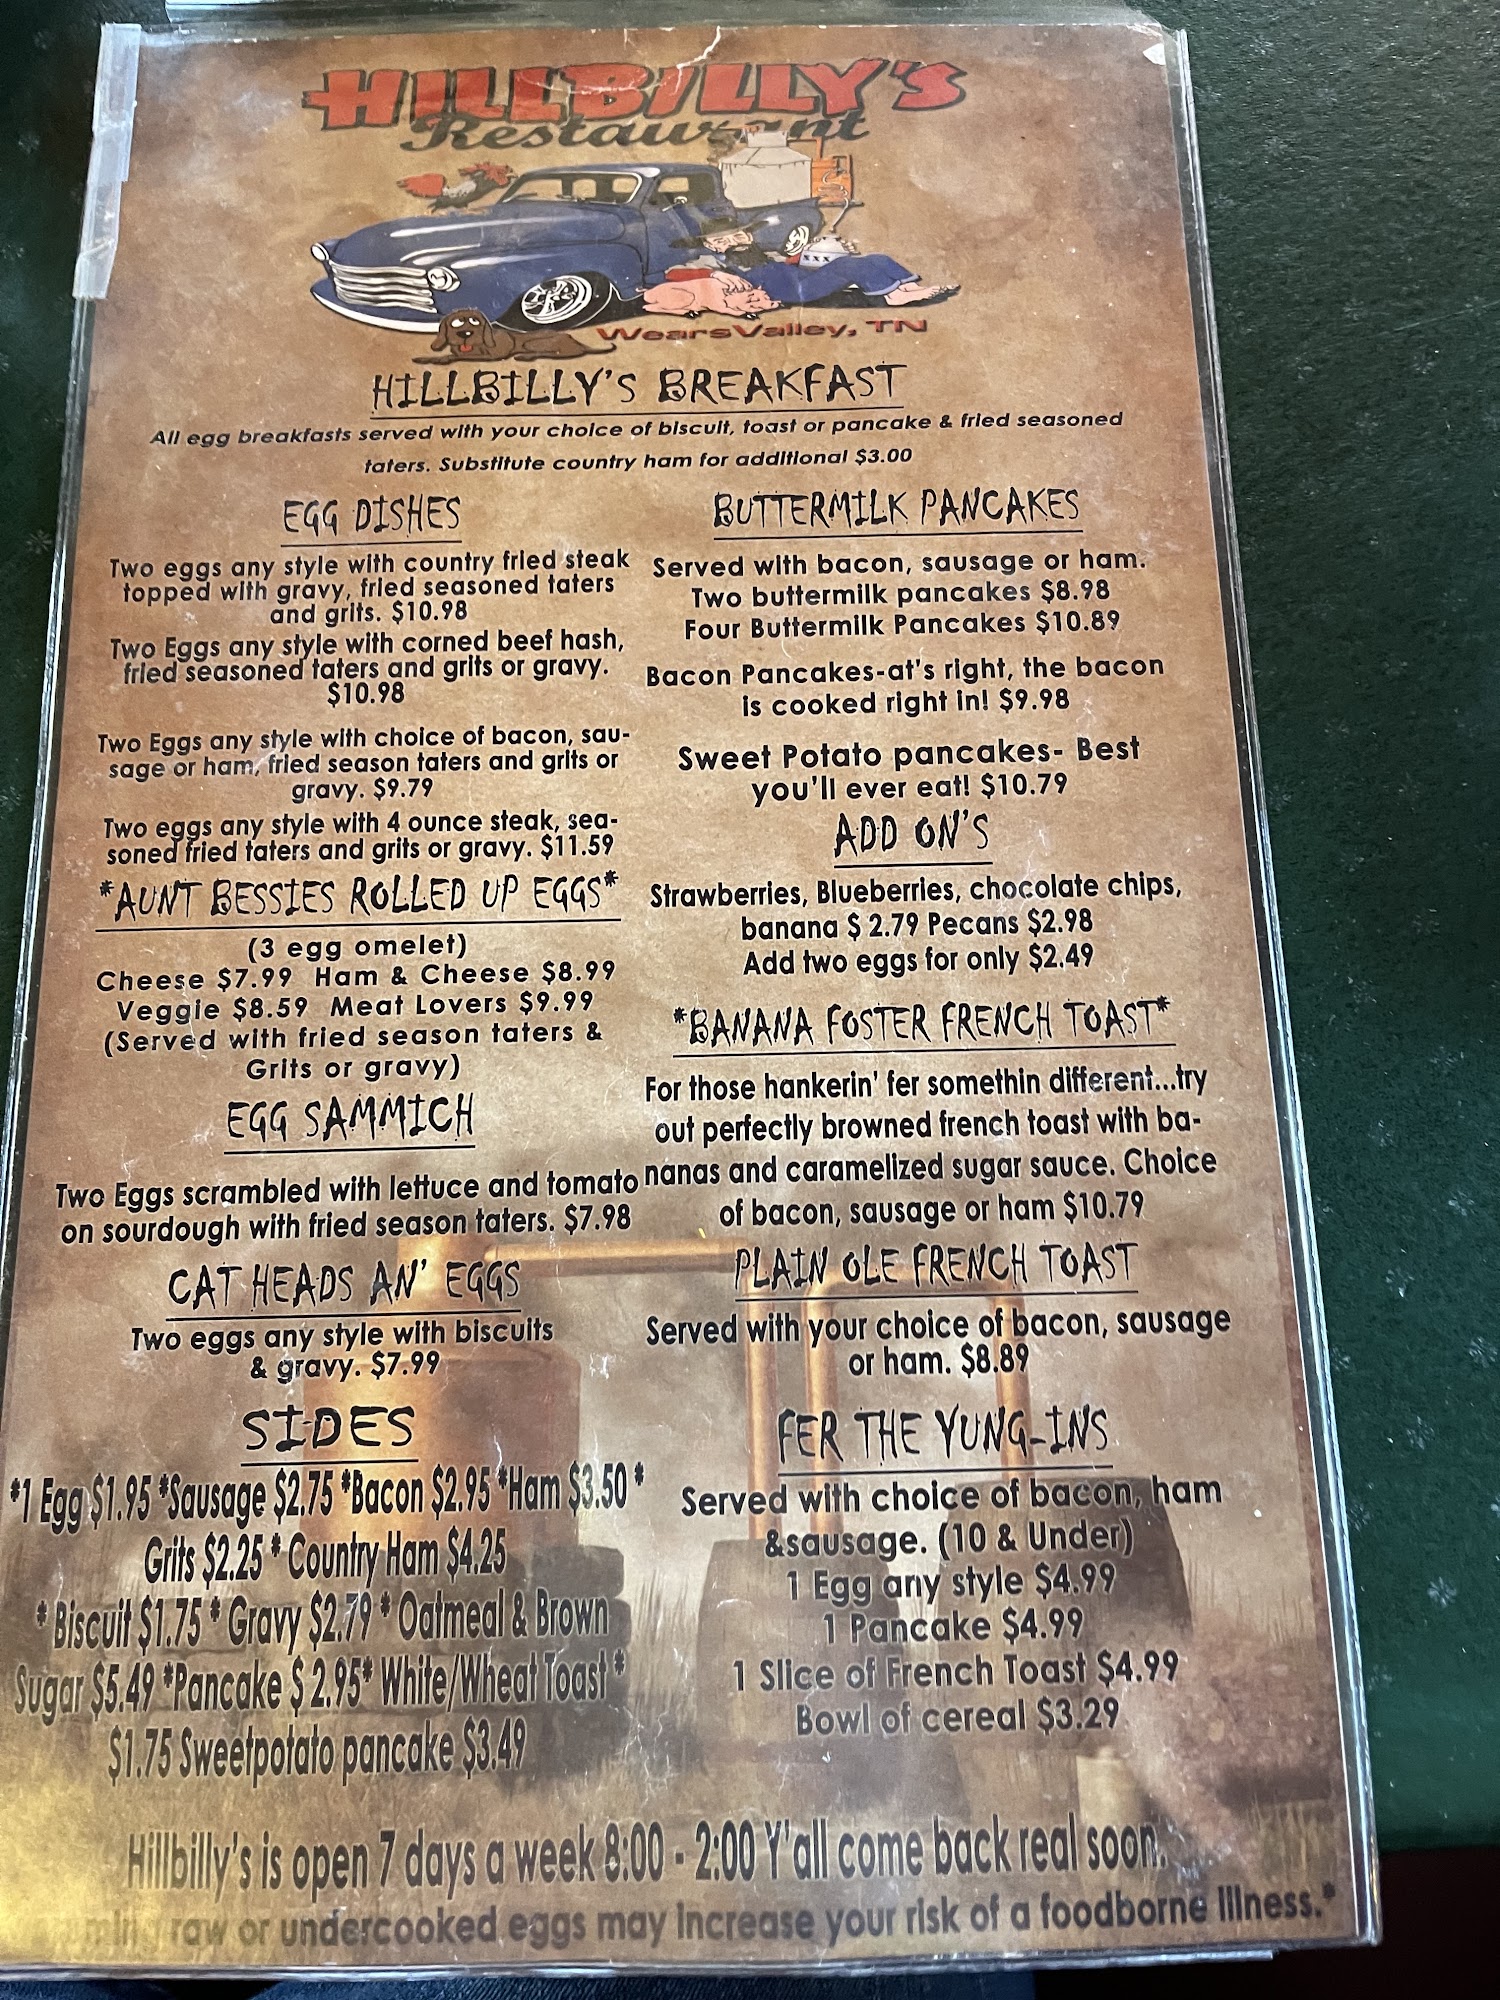 HILLBILLY'S
Restaurant
XXX
WearsValley, TN
HILLBILLY'S BREAKFAST
All egg breakfasts served with your choice of biscuit, toast or pancake & fried seasoned
taters. Substitute country ham for additional $3.00
EGG DISHES
Two eggs any style with country fried steak
topped with gravy, fried seasoned taters
and grits. $10.98
Two Eggs any style with corned beef hash,
fried seasoned taters and grits or gravy.
$10.98
Two Eggs any style with choice of bacon, sau-
sage or ham, fried season taters and grits or
gravy. $9.79
Two eggs any style with 4 ounce steak, sea-
soned fried taters and grits or gravy. $11.59
*AUNT BESSIES ROLLED UP EGGS*
(3 egg omelet)
Cheese $7.99 Ham & Cheese $8.99
Veggie $8.59 Meat Lovers $9.99
(Served with fried season taters &
Grits or gravy)
EGG SAMMICH
Two Eggs scrambled with lettuce and tomato
on sourdough with fried season taters. $7.98
CAT HEADS AN' EGGS
Two eggs any style with biscuits
& gravy. $7.99
SIDES
*1 Egg $1.95 *Sausage $2.75 *Bacon $2.95 *Ham $3.50 *
Grits $2.25 * Country Ham $4.25
* Biscuit $1.75 * Gravy $2.79 * Oatmeal & Brown
Sugar $5.49 *Pancake $ 2.95* White/Wheat Toast *
$1.75 Sweetpotato pancake $3.49
BUTTERMILK PANCAKES
Served with bacon, sausage or ham.
Two buttermilk pancakes $8.98
Four Buttermilk Pancakes $10.89
Bacon Pancakes-at's right, the bacon
is cooked right in! $9.98
Sweet Potato pancakes- Best
you'll ever eat! $10.79
ADD ON'S
Strawberries, Blueberries, chocolate chips,
banana $ 2.79 Pecans $2.98
Add two eggs for only $2.49
*BANANA FOSTER FRENCH TOAST*
For those hankerin' fer somethin different...try
out perfectly browned french toast with ba-
nanas and caramelized sugar sauce. Choice
of bacon, sausage or ham $10.79
PLAIN OLE FRENCH TOAST
Served with your choice of bacon, sausage
or ham. $8.89
FER THE YUNG-INS
Served with choice of bacon, ham
&sausage. (10 & Under)
1 Egg any style $4.99
1 Pancake $4.99
1 Slice of French Toast $4.99
Bowl of cereal $3.29
Hillbilly's is open 7 days a week 8:00 - 2:00 Y'all come back real soon.
raw or undercooked eggs may increase your risk of a foodborne illness.*